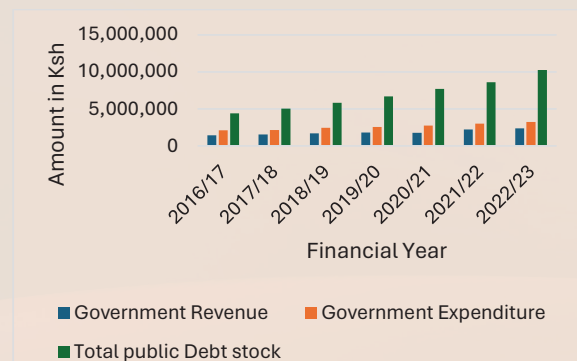 15,000,000
10,000,000
5,000,000
0
Amount in Ksh
2016/17
2017/18
2018/19
2019/20
2020/21
2021/22
2022/23
Financial Year
Government Revenue
Government Expenditure
Total public Debt stock